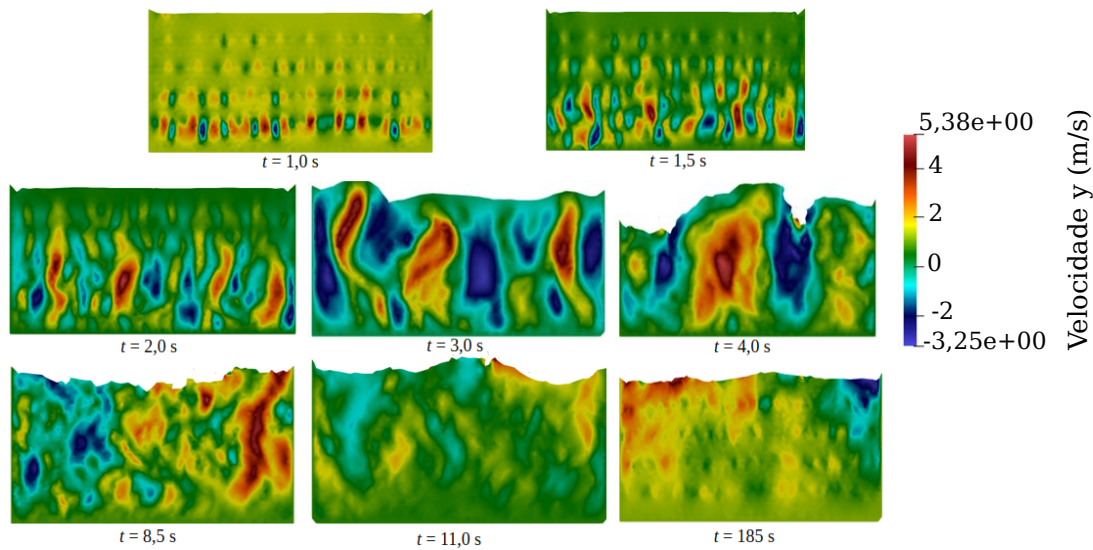 t = 1,0 s
t = 1,5 s
t = 2,0 s
t = 3,0 s
t = 4,0 s
t = 8,5 s
t = 11,0 s
t = 185 s
5,38e+00
4
2
0
-2
-3,25e+00
Velocidade y (m/s)